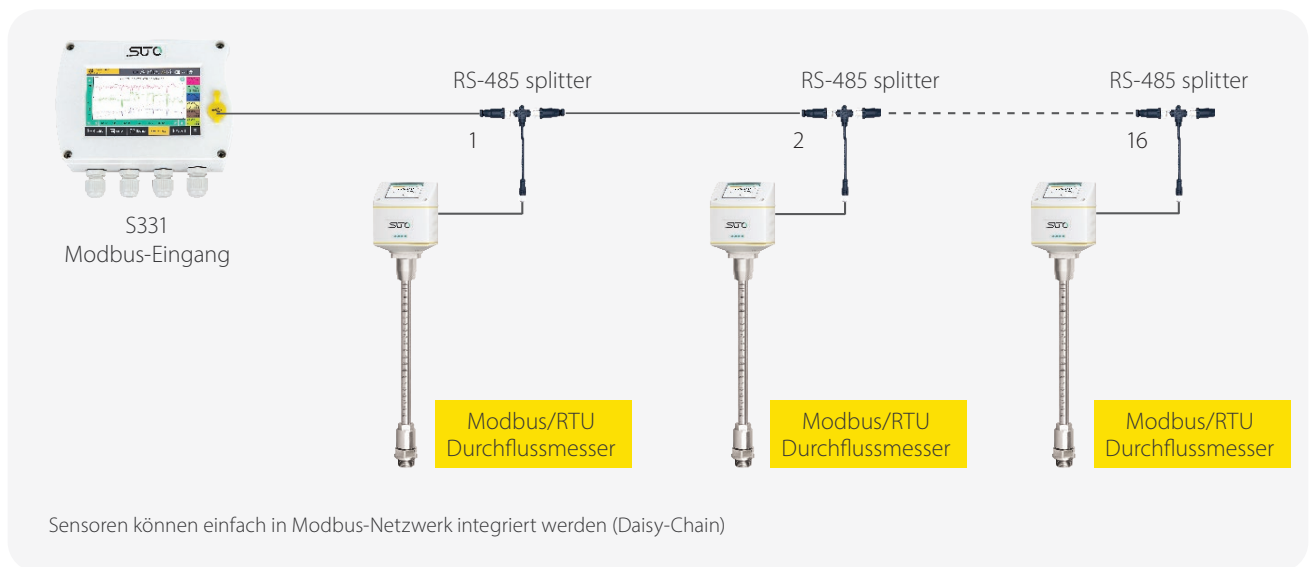 SUTO
RS-485 splitter
RS-485 splitter
RS-485 splitter
1
2
16
S331
Modbus-Eingang
SUTO
SUTO
SUTO
Modbus/RTU
Durchflussmesser
Modbus/RTU
Durchflussmesser
Modbus/RTU
Durchflussmesser
Sensoren können einfach in Modbus-Netzwerk integriert werden (Daisy-Chain)